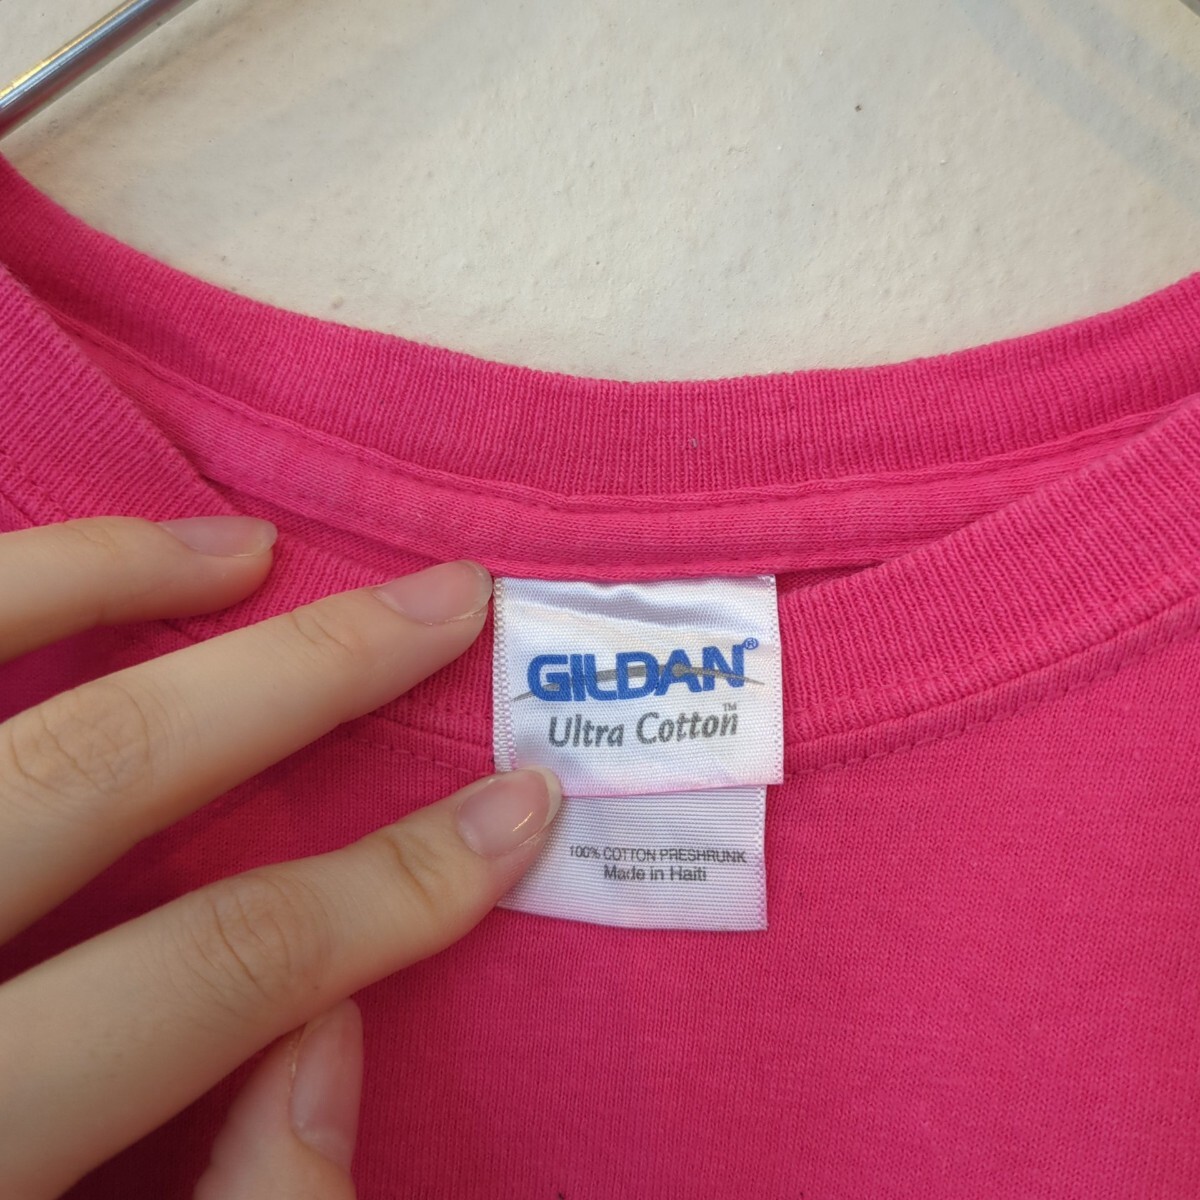 GILDAN®
Ultra Cotton™
100% COTTON PRESHRUNK
Made in Haiti